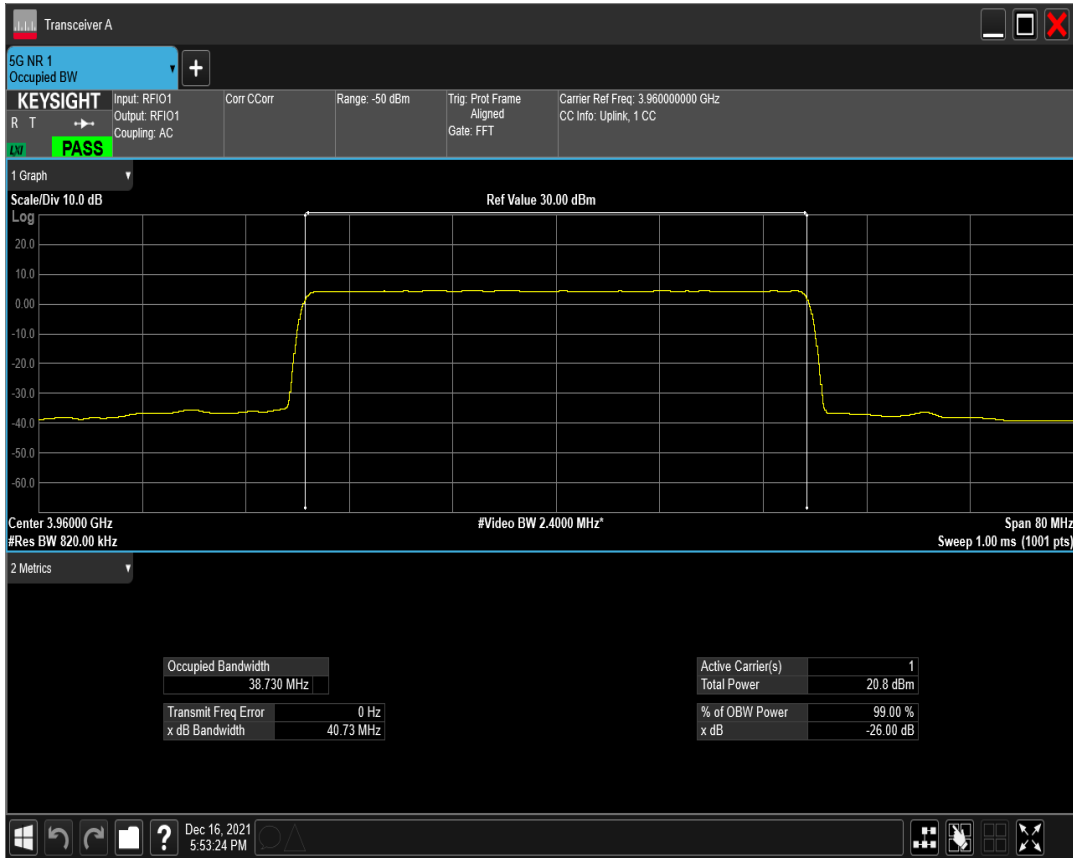 Transceiver A
5G NR 1
Occupied BW
+
KEYSIGHT
R T
LXI
PASS
Input: RFIO1
Output: RFIO1
Coupling: AC
Corr CCorr
Range: -50 dBm
Trig: Prot Frame
Aligned
Gate: FFT
Carrier Ref Freq: 3.960000000 GHz
CC Info: Uplink, 1 CC
1 Graph
Scale/Div 10.0 dB
Ref Value 30.00 dBm
Log
20.0
10.0
0.00
-10.0
-20.0
-30.0
-40.0
-50.0
-60.0
Center 3.96000 GHz
#Video BW 2.4000 MHz*
Span 80 MHz
#Res BW 820.00 kHz
Sweep 1.00 ms (1001 pts)
2 Metrics
Occupied Bandwidth
38.730 MHz
Transmit Freq Error 0 Hz
x dB Bandwidth 40.73 MHz
Active Carrier(s) 1
Total Power 20.8 dBm
% of OBW Power 99.00 %
x dB -26.00 dB
?
Dec 16, 2021
5:53:24 PM